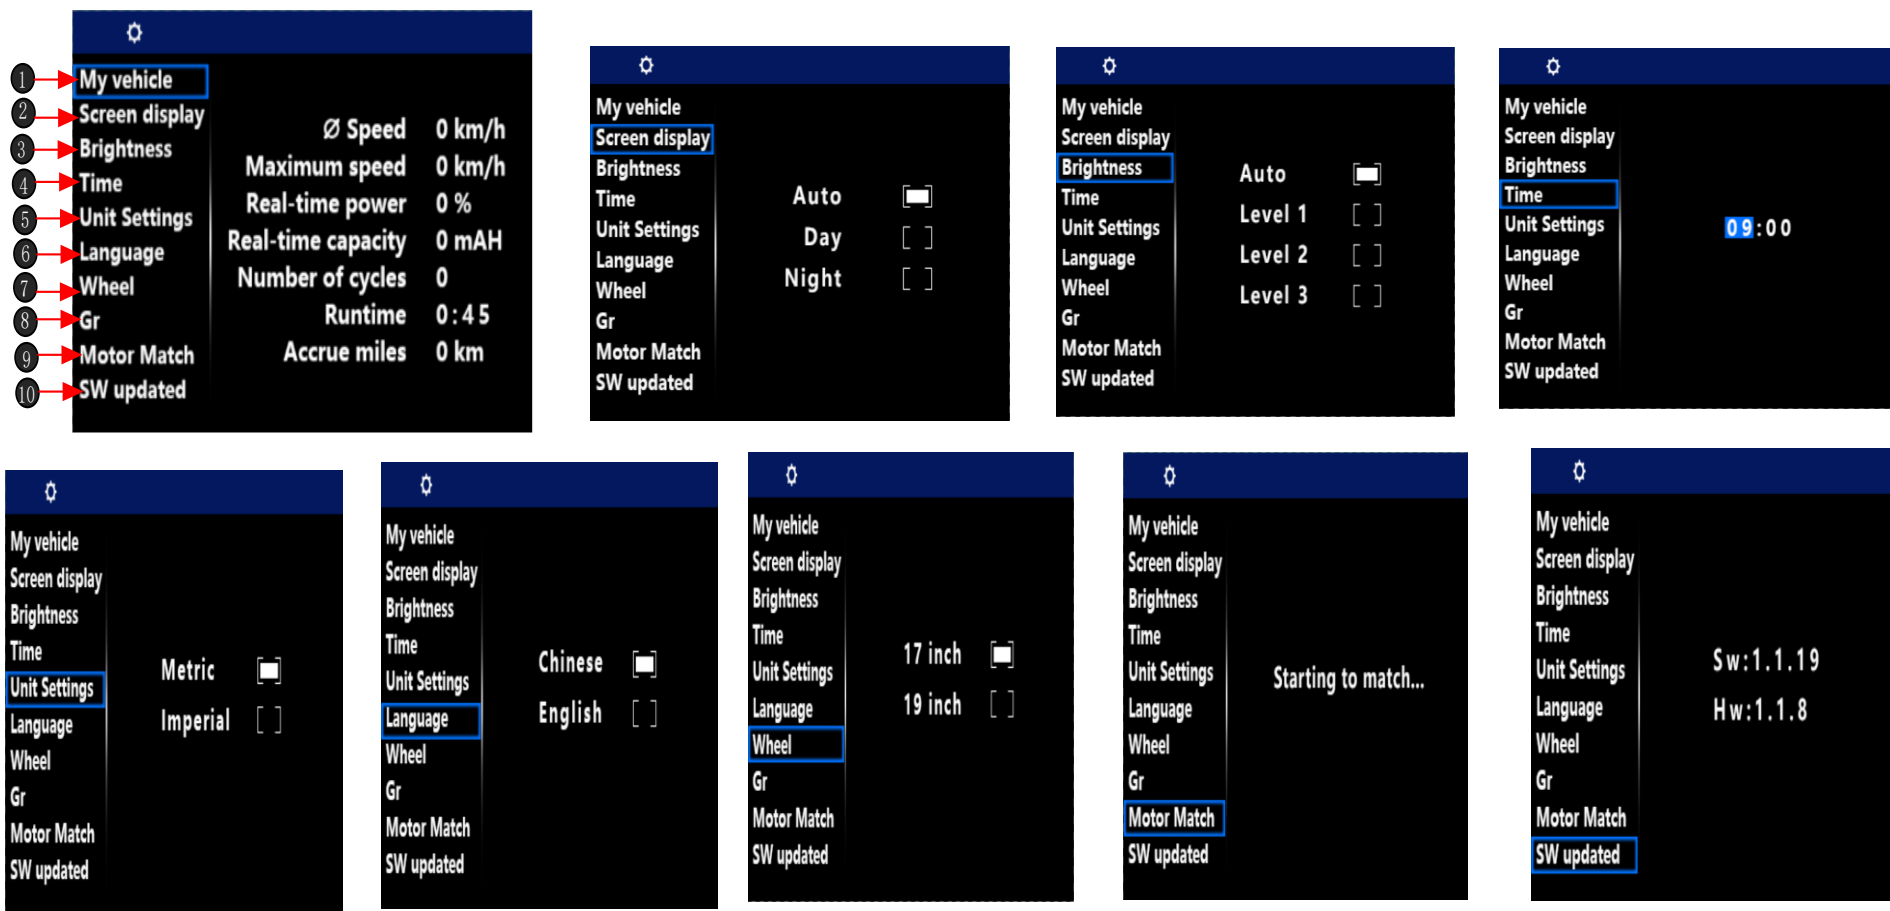 1 My vehicle
2 Screen display
3 Brightness
4 Time
5 Unit Settings
6 Language
7 Wheel
8 Gr
9 Motor Match
10 SW updated
Ø Speed 0 km/h
Maximum speed 0 km/h
Real-time power 0 %
Real-time capacity 0 mAH
Number of cycles 0
Runtime 0:45
Accrue miles 0 km
My vehicle
Screen display
Brightness
Time
Unit Settings
Language
Wheel
Gr
Motor Match
SW updated
Auto
Day
Night
My vehicle
Screen display
Brightness
Time
Unit Settings
Language
Wheel
Gr
Motor Match
SW updated
Auto
Level 1
Level 2
Level 3
My vehicle
Screen display
Brightness
Time
Unit Settings
Language
Wheel
Gr
Motor Match
SW updated
09:00
My vehicle
Screen display
Brightness
Time
Unit Settings
Language
Wheel
Gr
Motor Match
SW updated
Metric
Imperial
My vehicle
Screen display
Brightness
Time
Unit Settings
Language
Wheel
Gr
Motor Match
SW updated
Chinese
English
My vehicle
Screen display
Brightness
Time
Unit Settings
Language
Wheel
Gr
Motor Match
SW updated
17 inch
19 inch
My vehicle
Screen display
Brightness
Time
Unit Settings
Language
Wheel
Gr
Motor Match
SW updated
Starting to match...
My vehicle
Screen display
Brightness
Time
Unit Settings
Language
Wheel
Gr
Motor Match
SW updated
Sw:1.1.19
Hw:1.1.8